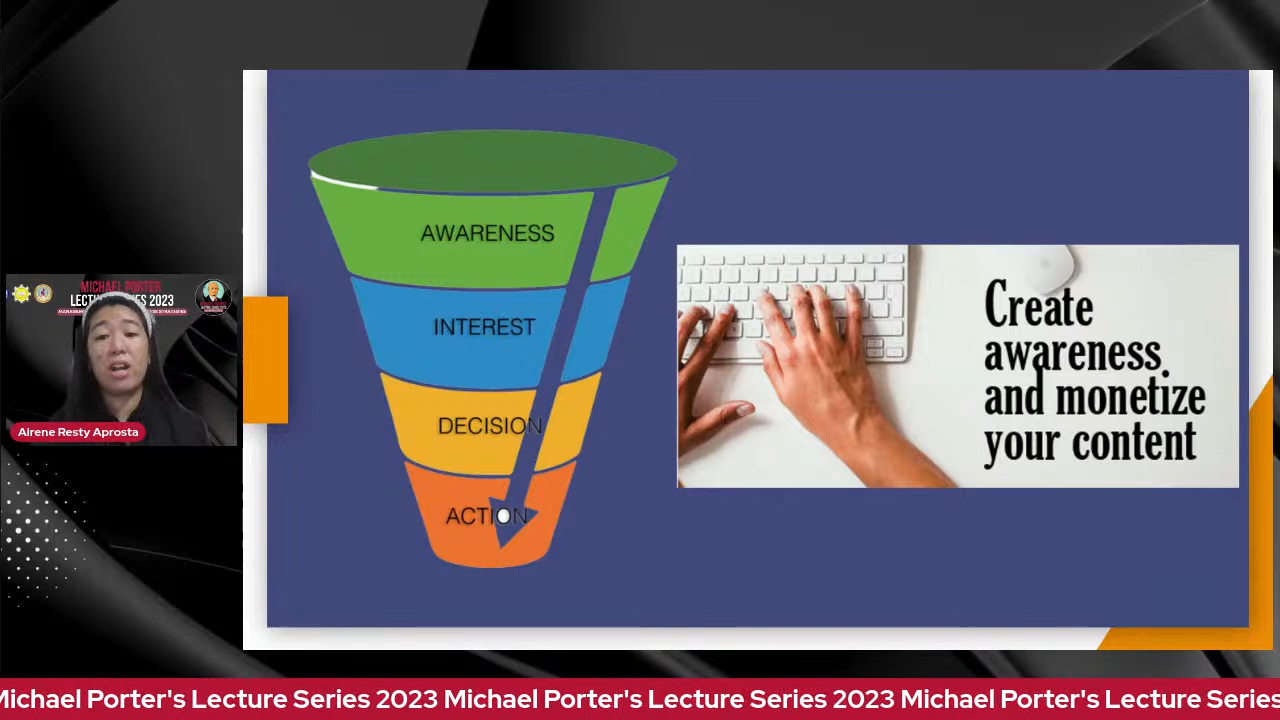 MICHAEL PORTER
LECTURE SERIES 2023
Airene Resty Aprosta
AWARENESS
INTEREST
DECISION
ACTION
Create
awareness
and monetize
your content
Michael Porter's Lecture Series 2023 Michael Porter's Lecture Series 2023 Michael Porter's Lecture Series